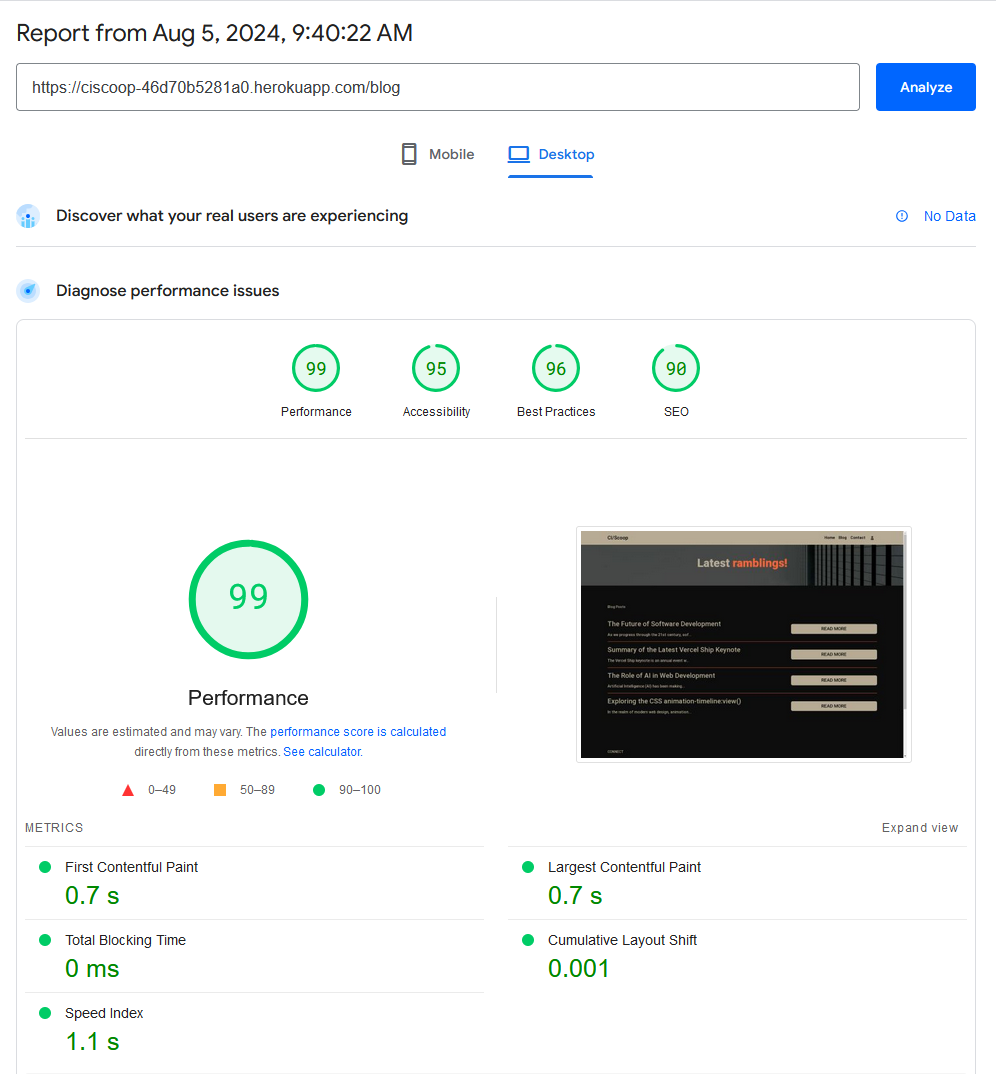 Report from Aug 5, 2024, 9:40:22 AM
https://ciscoop-46d70b5281a0.herokuapp.com/blog
Analyze
Mobile
Desktop
Discover what your real users are experiencing
No Data
Diagnose performance issues
99
95
96
90
Performance
Accessibility
Best Practices
SEO
99
Performance
Values are estimated and may vary. The performance score is calculated
directly from these metrics. See calculator.
0–49
50–89
90–100
CI/Scoop
Home Blog Contact
Latest ramblings!
Blog Posts
The Future of Software Development
As we progress through the 21st century, sof...
READ MORE
Summary of the Latest Vercel Ship Keynote
The Vercel Ship keynote is an annual event w..
READ MORE
The Role of AI in Web Development
Artificial Intelligence (AI) has been making...
READ MORE
Exploring the CSS animation-timeline:view()
In the realm of modern web design, animation..
READ MORE
CONNECT
METRICS
Expand view
First Contentful Paint
0.7 s
Largest Contentful Paint
0.7 s
Total Blocking Time
0 ms
Cumulative Layout Shift
0.001
Speed Index
1.1 s